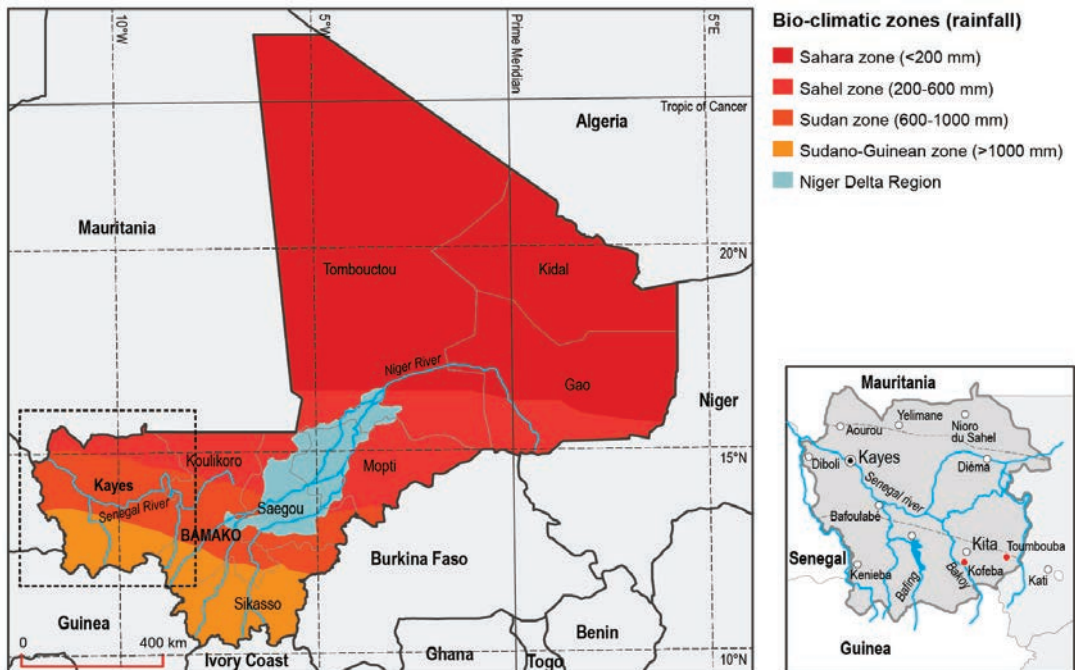 10°W
5°W
Prime Meridian
5°E
Tropic of Cancer
Algeria
Mauritania
20°N
Tombouctou
Kidal
Niger River
Gao
Niger
15°N
Koulikoro
Mopti
Kayes
Senegal River
Saegou
BAMAKO
Burkina Faso
Sikasso
Guinea
Benin
0
400 km
Ghana
Togo
Ivory Coast
10°N
Bio-climatic zones (rainfall)
Sahara zone (<200 mm)
Sahel zone (200-600 mm)
Sudan zone (600-1000 mm)
Sudano-Guinean zone (>1000 mm)
Niger Delta Region
Mauritania
Yelimane
Aourou
Nioro
du Sahel
Kayes
Diboli
Diéma
Senegal river
Bafoulabé
Kita
Toumbouba
Senegal
Kenieba
Bafing
Bakoy
Kofeba
Kati
Guinea